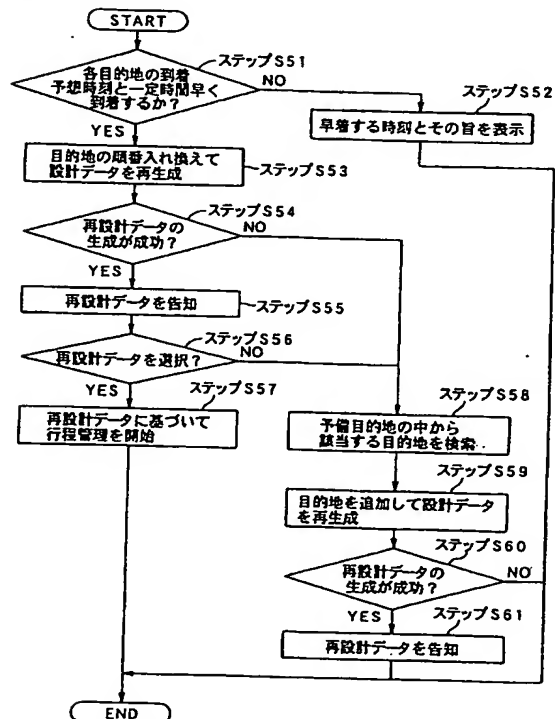 START
ステップS51
各目的地の到着
予想時刻と一定時間早く
到着するか?
NO
YES
ステップS52
早着する時刻とその旨を表示
目的地の順番入れ換えて
設計データを再生成
ステップS53
ステップS54
再設計データの
生成が成功?
NO
YES
再設計データを告知
ステップS55
ステップS56
再設計データを選択?
NO
YES
ステップS57
再設計データに基づいて
行程管理を開始
ステップS58
予備目的地の中から
該当する目的地を検索
ステップS59
目的地を追加して設計データ
を再生成
ステップS60
再設計データの
生成が成功?
NO
YES
ステップS61
再設計データを告知
END